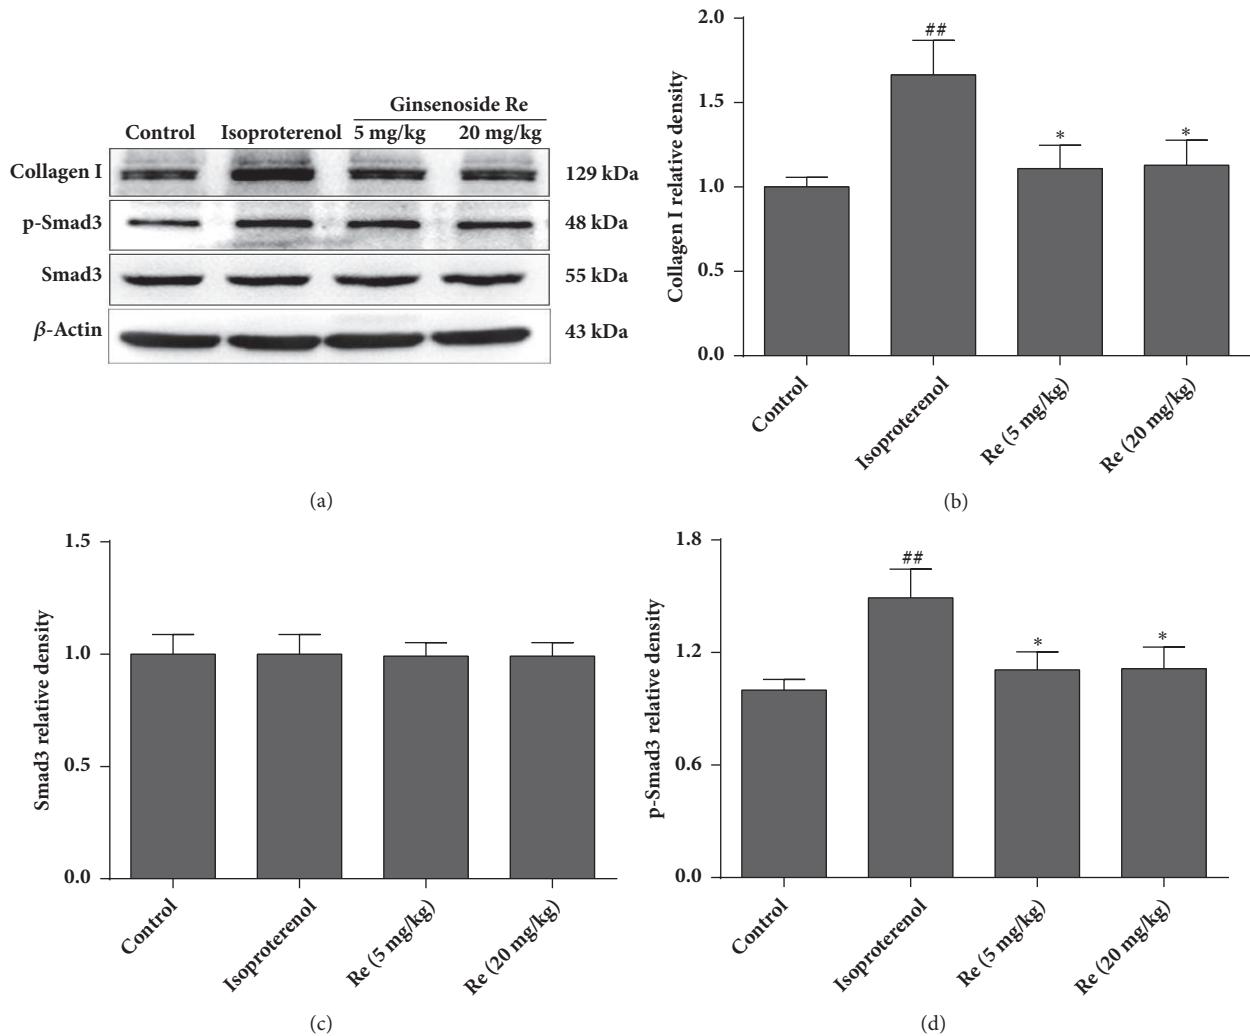 Ginsenoside Re
Control Isoproterenol 5 mg/kg 20 mg/kg
Collagen I 129 kDa
p-Smad3 48 kDa
Smad3 55 kDa
β-Actin 43 kDa
(a)
Collagen I relative density
2.0
1.5
1.0
0.5
0.0
##
*
*
Control
Isoproterenol
Re (5 mg/kg)
Re (20 mg/kg)
(b)
Smad3 relative density
1.5
1.0
0.5
0.0
Control
Isoproterenol
Re (5 mg/kg)
Re (20 mg/kg)
(c)
p-Smad3 relative density
1.8
1.2
0.6
0.0
##
*
*
Control
Isoproterenol
Re (5 mg/kg)
Re (20 mg/kg)
(d)